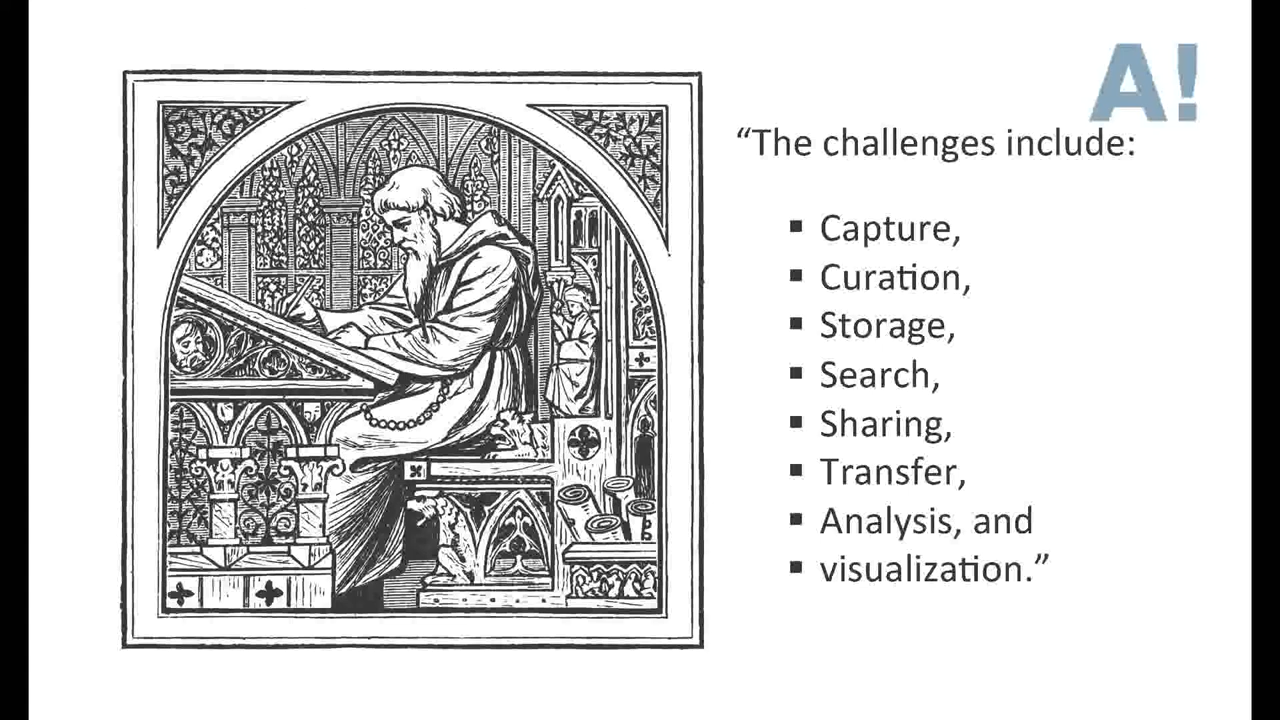 A!
“The challenges include:
▪ Capture,
▪ Curation,
▪ Storage,
▪ Search,
▪ Sharing,
▪ Transfer,
▪ Analysis, and
▪ visualization.”